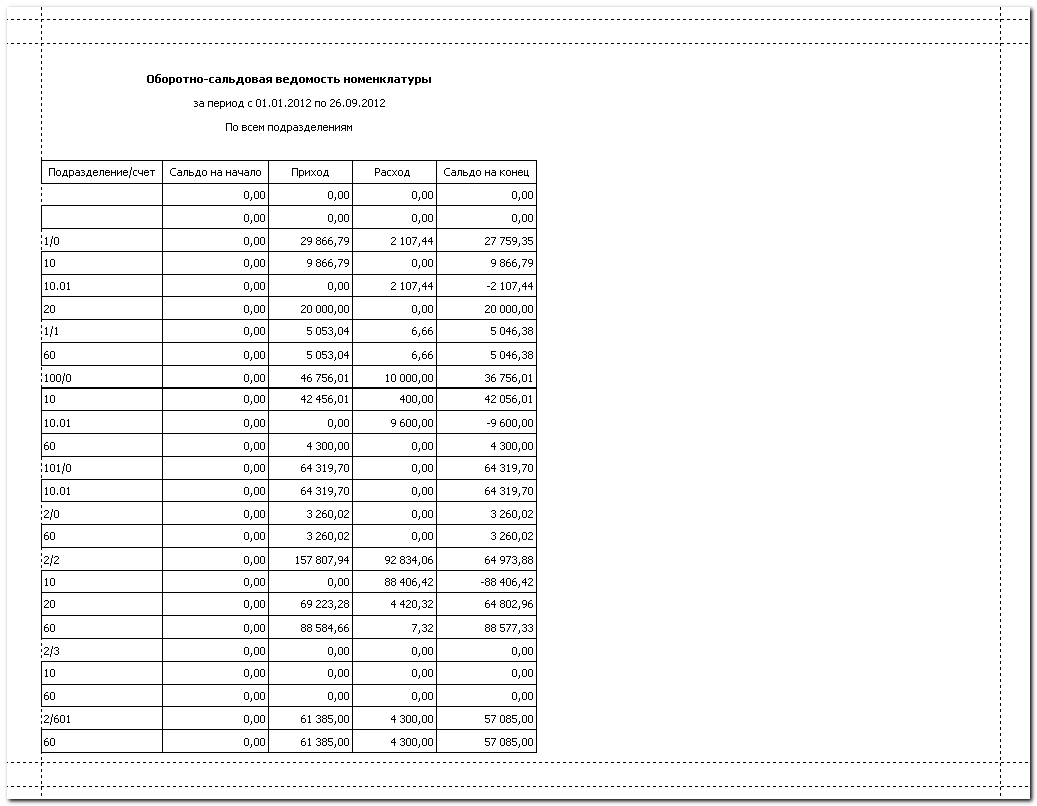 Оборотно-сальдовая ведомость номенклатуры
за период с 01.01.2012 по 26.09.2012
По всем подразделениям
Подразделение/счет Сальдо на начало Приход Расход Сальдо на конец
0,00 0,00 0,00 0,00
0,00 0,00 0,00 0,00
1/0 0,00 29 866,79 2 107,44 27 759,35
10 0,00 9 866,79 0,00 9 866,79
10.01 0,00 0,00 2 107,44 -2 107,44
20 0,00 20 000,00 0,00 20 000,00
1/1 0,00 5 053,04 6,66 5 046,38
60 0,00 5 053,04 6,66 5 046,38
100/0 0,00 46 756,01 10 000,00 36 756,01
10 0,00 42 456,01 400,00 42 056,01
10.01 0,00 0,00 9 600,00 -9 600,00
60 0,00 4 300,00 0,00 4 300,00
101/0 0,00 64 319,70 0,00 64 319,70
10.01 0,00 64 319,70 0,00 64 319,70
2/0 0,00 3 260,02 0,00 3 260,02
60 0,00 3 260,02 0,00 3 260,02
2/2 0,00 157 807,94 92 834,06 64 973,88
10 0,00 0,00 88 406,42 -88 406,42
20 0,00 69 223,28 4 420,32 64 802,96
60 0,00 88 584,66 7,32 88 577,33
2/3 0,00 0,00 0,00 0,00
10 0,00 0,00 0,00 0,00
60 0,00 0,00 0,00 0,00
2/601 0,00 61 385,00 4 300,00 57 085,00
60 0,00 61 385,00 4 300,00 57 085,00